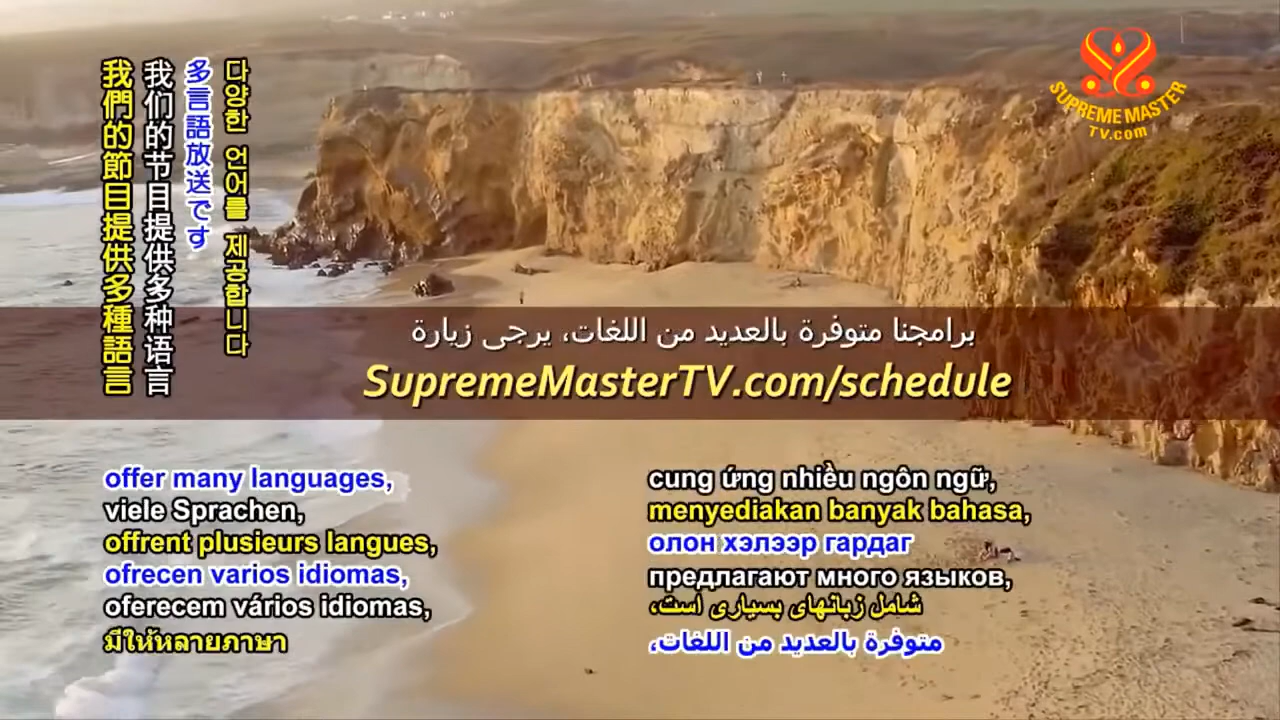 我們的節目提供多種語言
我们的节目提供多种语言
多言語放送です
다양한 언어를 제공합니다
SUPREME MASTER
TV.com
برامجنا متوفرة بالعديد من اللغات، يرجى زيارة
SupremeMasterTV.com/schedule
offer many languages,
viele Sprachen,
offrent plusieurs langues,
ofrecen varios idiomas,
oferecem vários idiomas,
มีให้หลายภาษา
cung ứng nhiều ngôn ngữ,
menyediakan banyak bahasa,
олон хэлээр гардаг
предлагают много языков,
شامل زبانهای بسیاری است،
متوفرة بالعديد من اللغات،